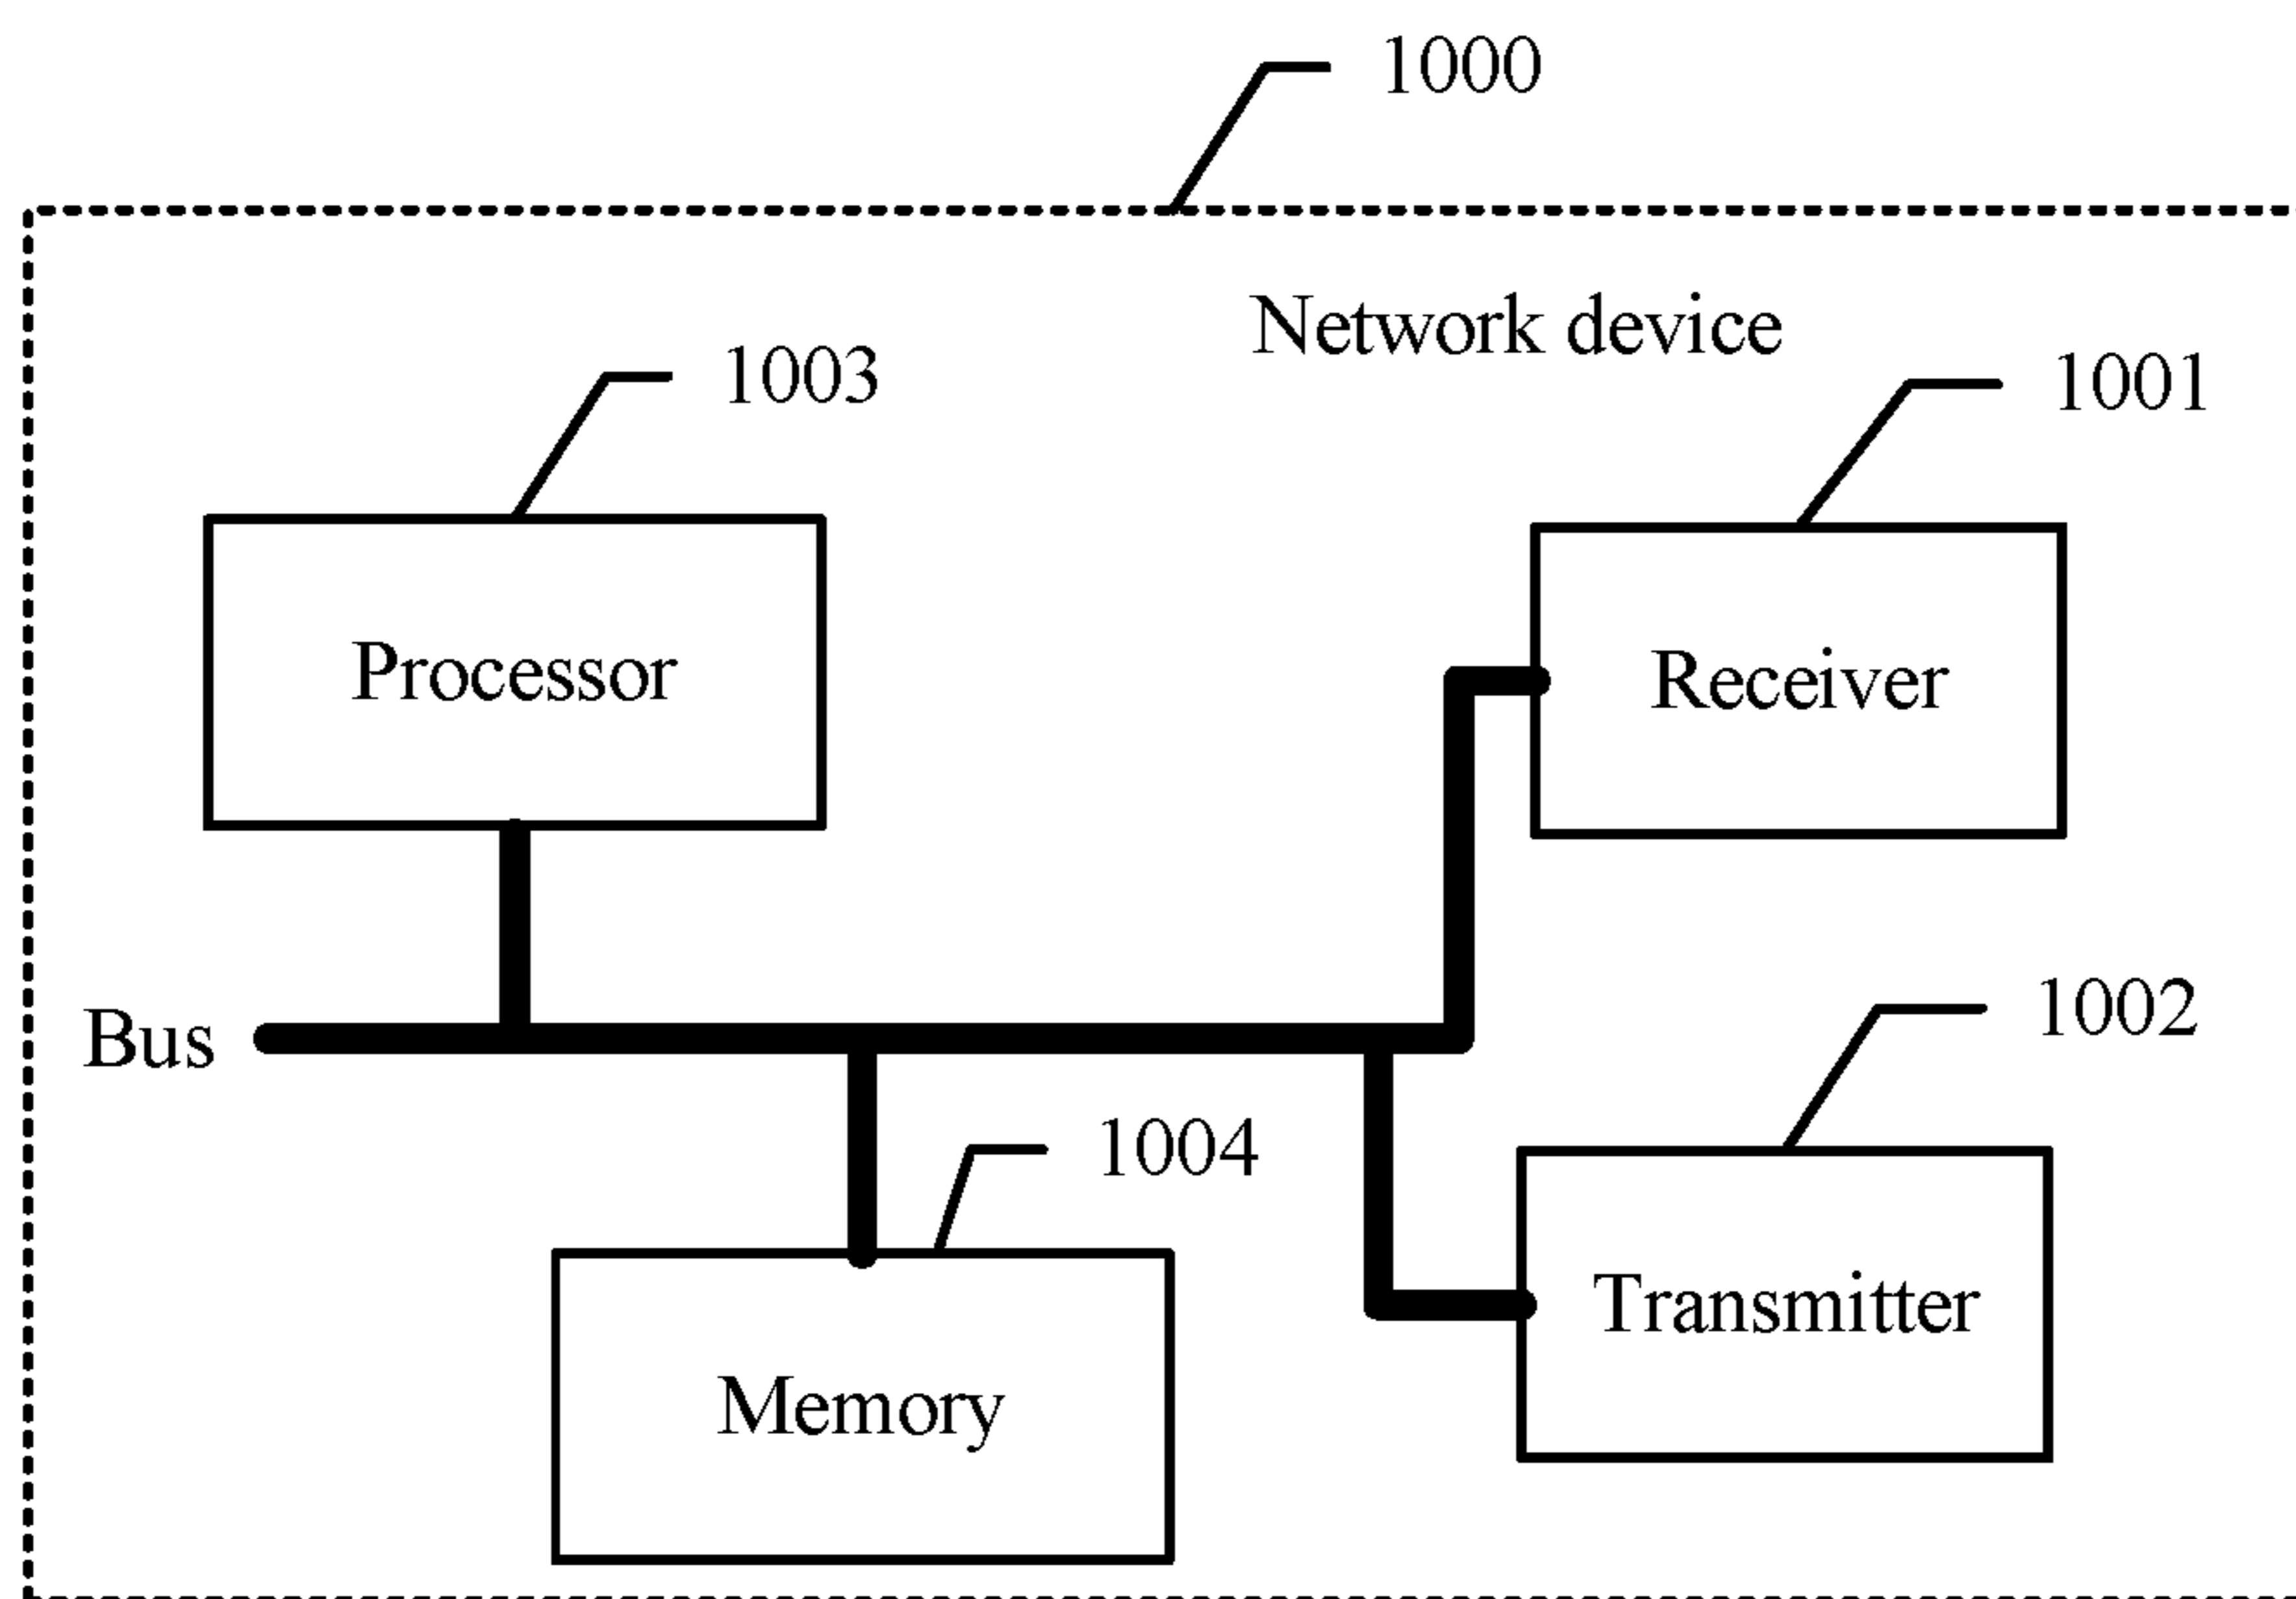 1000
Network device
1003
1001
Processor
Receiver
Bus
1002
1004
Transmitter
Memory